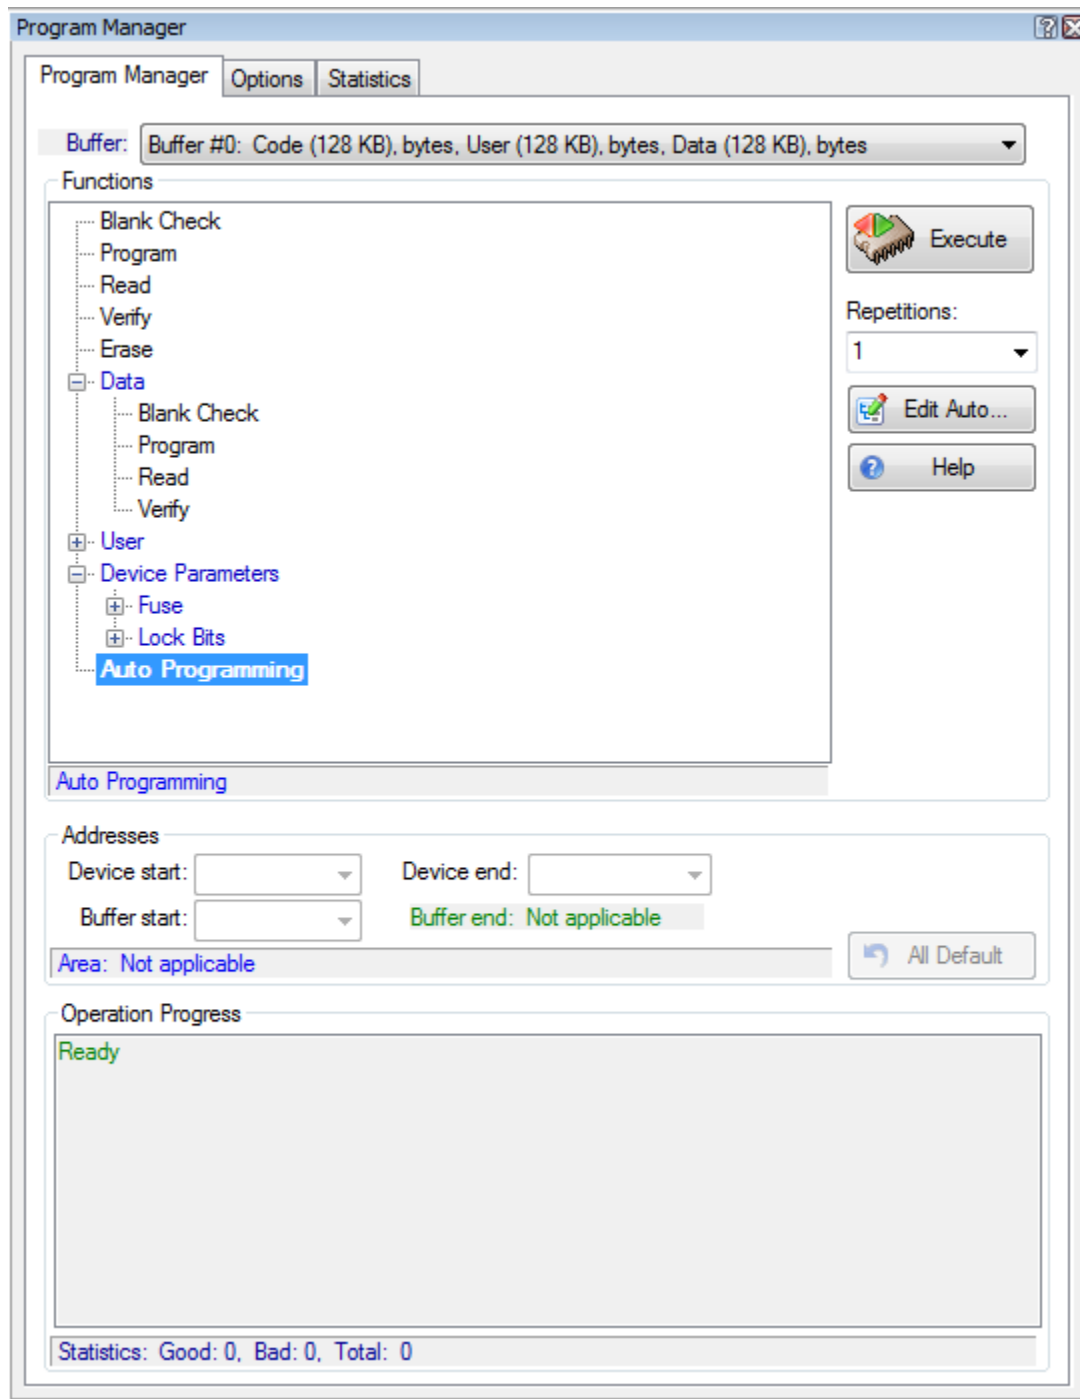 Program Manager
Program Manager Options Statistics
Buffer: Buffer #0: Code (128 KB), bytes, User (128 KB), bytes, Data (128 KB), bytes
Functions
Blank Check
Program
Read
Verify
Erase
Data
Blank Check
Program
Read
Verify
User
Device Parameters
Fuse
Lock Bits
Auto Programming
Auto Programming
Execute
Repetitions:
1
Edit Auto...
Help
Addresses
Device start: Device end:
Buffer start: Buffer end: Not applicable
Area: Not applicable
All Default
Operation Progress
Ready
Statistics: Good: 0, Bad: 0, Total: 0